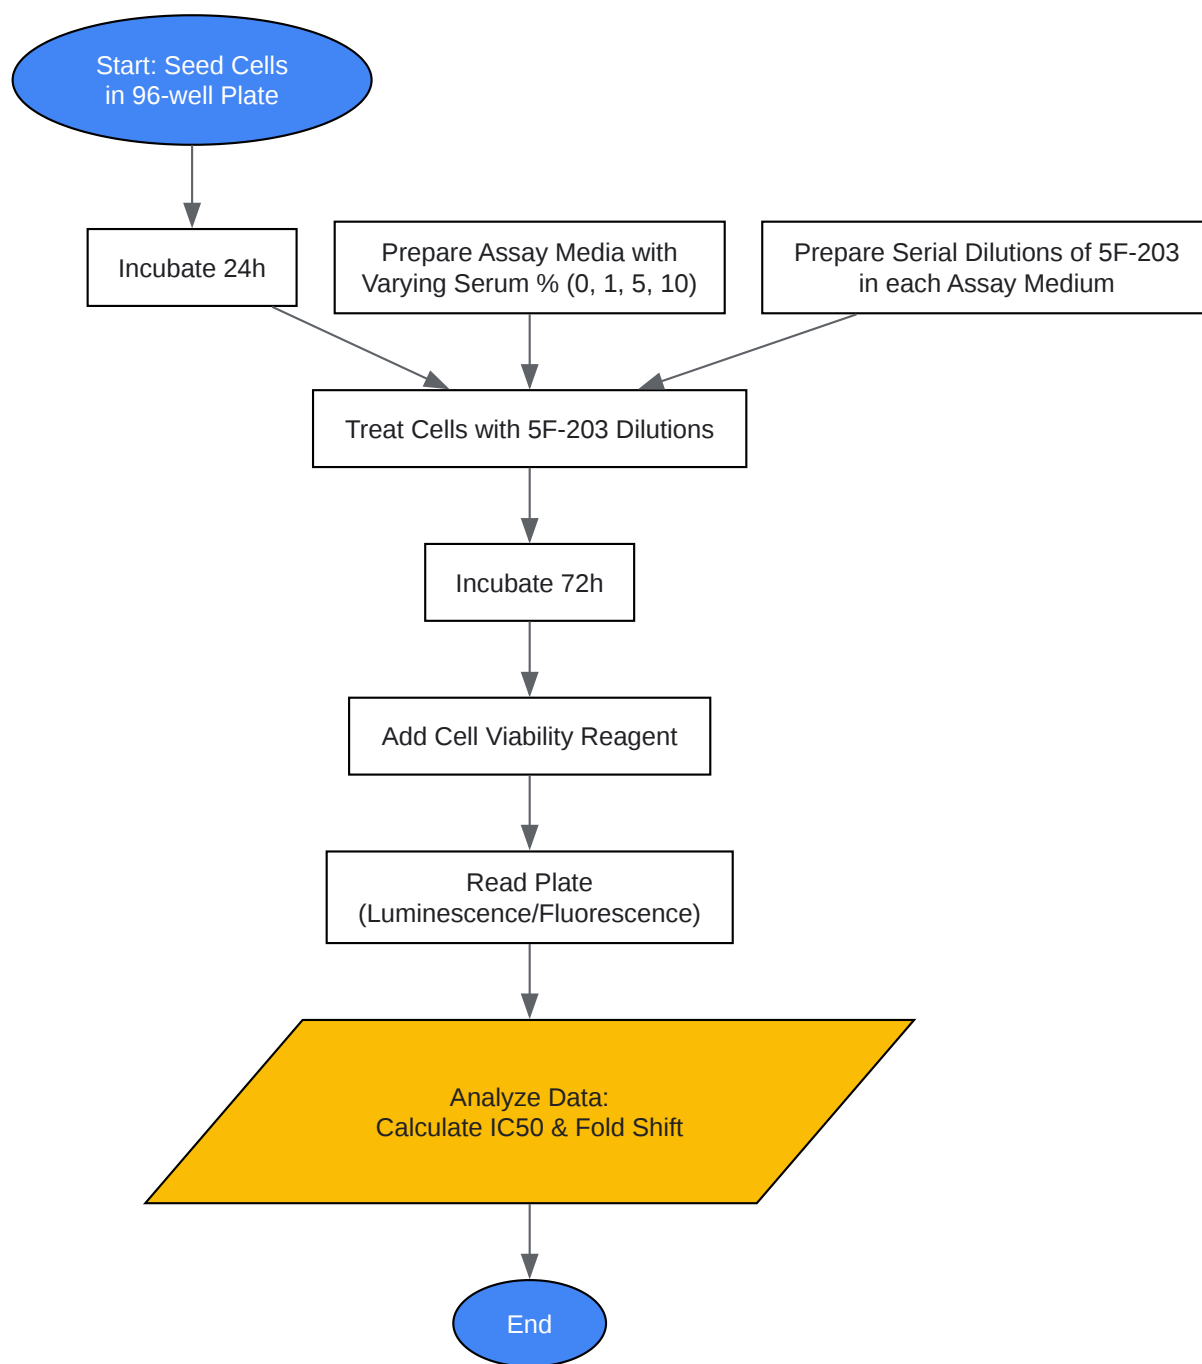 Start: Seed Cells
in 96-well Plate
Incubate 24h
Prepare Assay Media with
Varying Serum % (0, 1, 5, 10)
Prepare Serial Dilutions of 5F-203
in each Assay Medium
Treat Cells with 5F-203 Dilutions
Incubate 72h
Add Cell Viability Reagent
Read Plate
(Luminescence/Fluorescence)
Analyze Data:
Calculate IC50 & Fold Shift
End